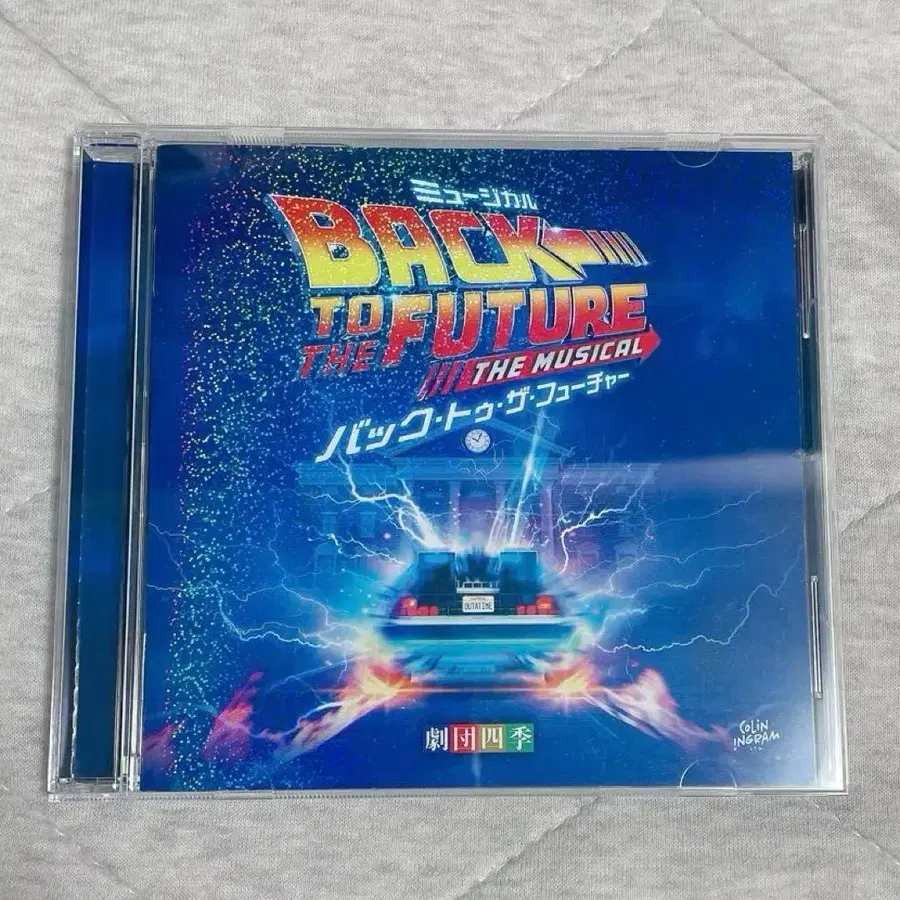 ミュージカル
BACK
TO THE FUTURE
THE MUSICAL
バック・トゥ・ザ・フューチャー
OUTATIME
劇団四季
COLIN
INGRAM
LTD